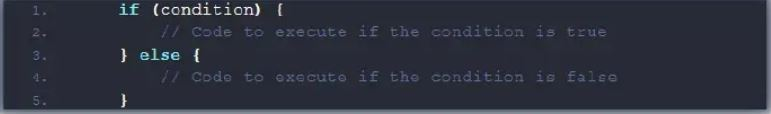 1. if (condition) {
2. // Code to execute if the condition is true
3. } else {
4. // Code to execute if the condition is false
5. }